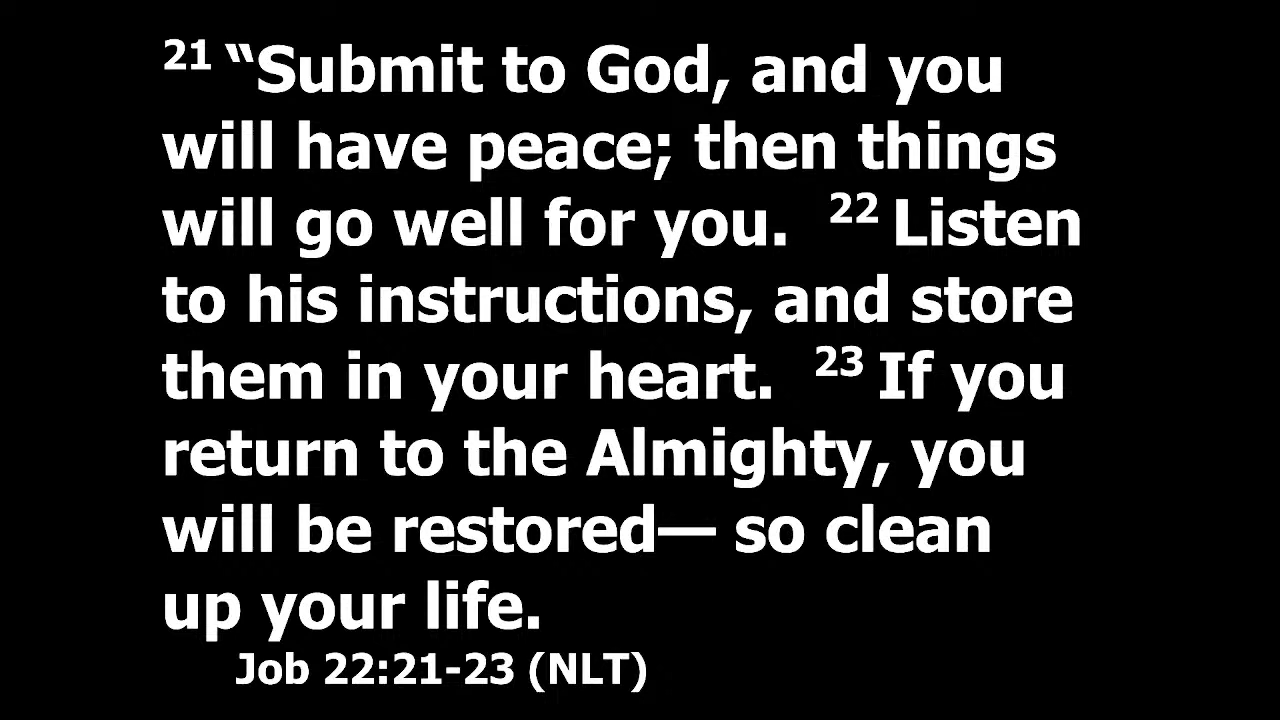 21 “Submit to God, and you
will have peace; then things
will go well for you. 22 Listen
to his instructions, and store
them in your heart. 23 If you
return to the Almighty, you
will be restored— so clean
up your life.
Job 22:21-23 (NLT)